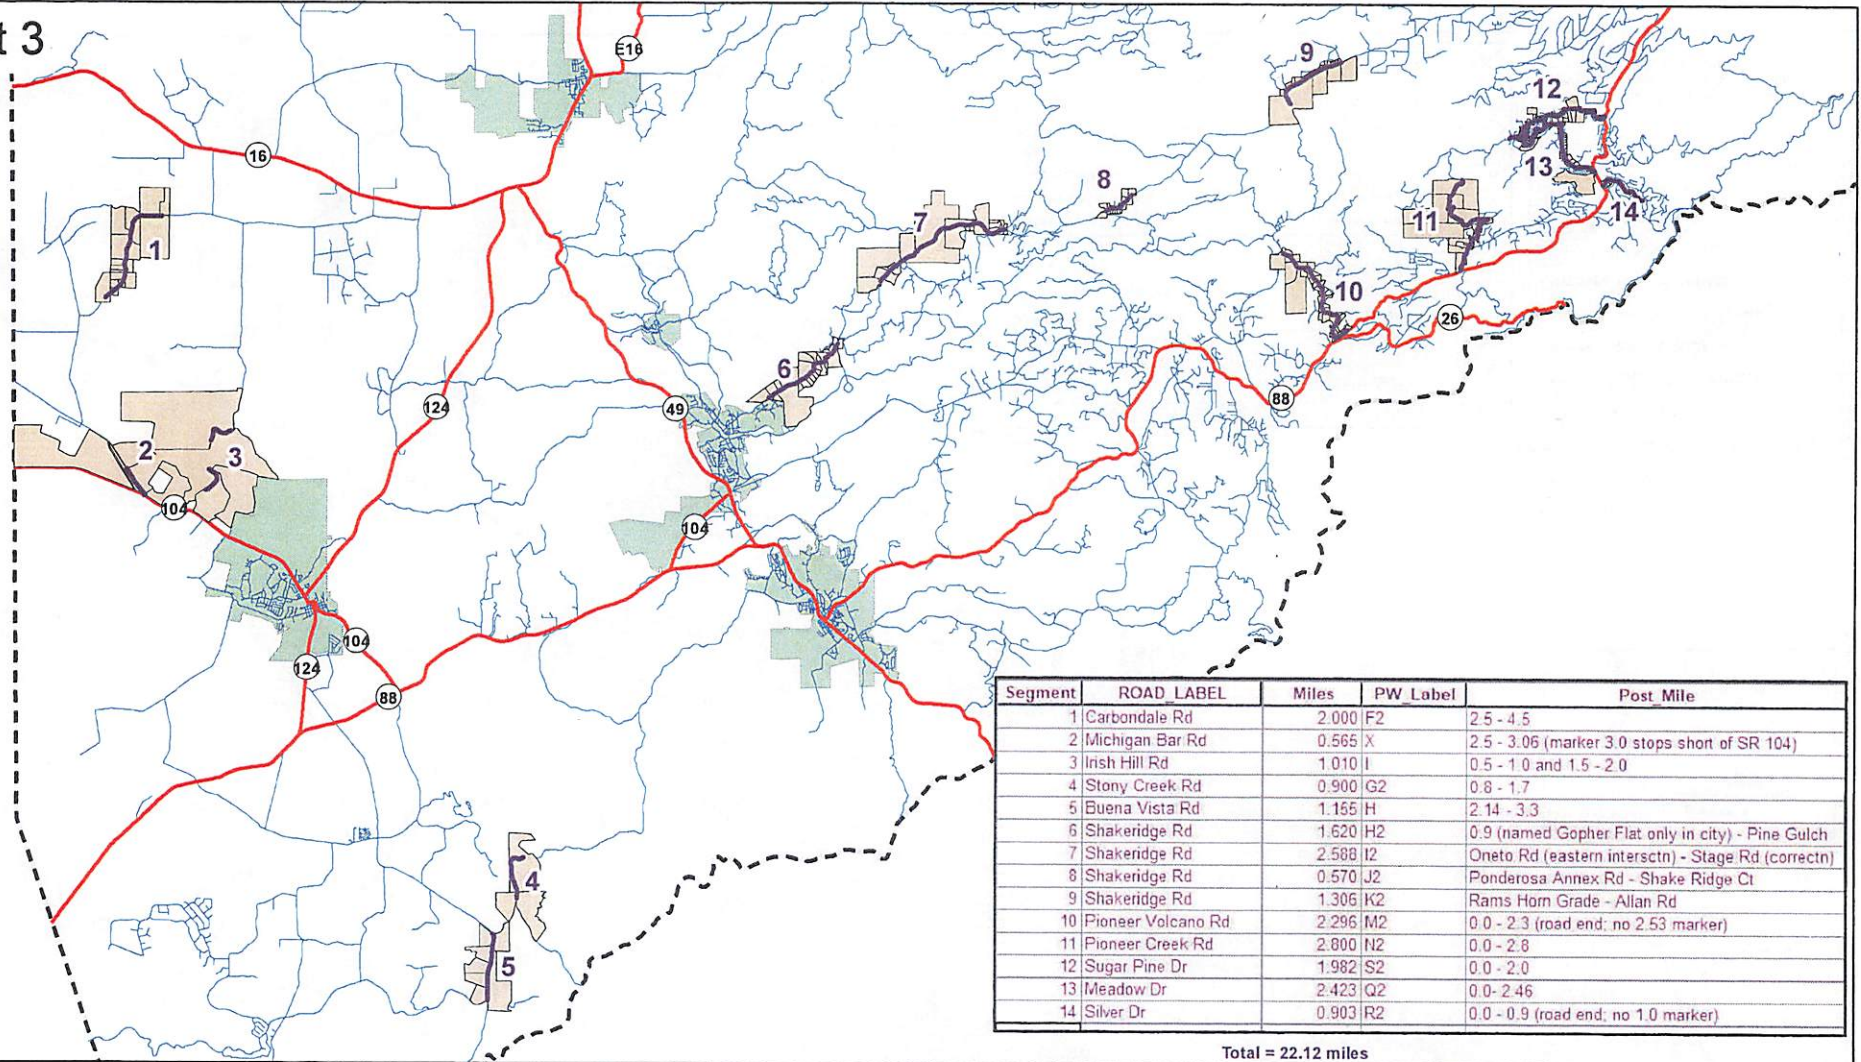 t 3
E16
9
12
16
13
8
14
7
11
1
10
26
6
124
49
88
2
3
104
104
104
124
88
4
5
Segment ROAD_LABEL Miles PW_Label Post_Mile
1 Carbondale Rd 2.000 F2 2.5 - 4.5
2 Michigan Bar Rd 0.565 X 2.5 - 3.06 (marker 3.0 stops short of SR 104)
3 Irish Hill Rd 1.010 I 0.5 - 1.0 and 1.5 - 2.0
4 Stony Creek Rd 0.900 G2 0.8 - 1.7
5 Buena Vista Rd 1.155 H 2.14 - 3.3
6 Shakeridge Rd 1.620 H2 0.9 (named Gopher Flat only in city) - Pine Gulch
7 Shakeridge Rd 2.588 I2 Oneto Rd (eastern intersctn) - Stage Rd (correctn)
8 Shakeridge Rd 0.570 J2 Ponderosa Annex Rd - Shake Ridge Ct
9 Shakeridge Rd 1.306 K2 Rams Horn Grade - Allan Rd
10 Pioneer Volcano Rd 2.296 M2 0.0 - 2.3 (road end; no 2.53 marker)
11 Pioneer Creek Rd 2.800 N2 0.0 - 2.8
12 Sugar Pine Dr 1.982 S2 0.0 - 2.0
13 Meadow Dr 2.423 Q2 0.0- 2.46
14 Silver Dr 0.903 R2 0.0 - 0.9 (road end; no 1.0 marker)
Total = 22.12 miles